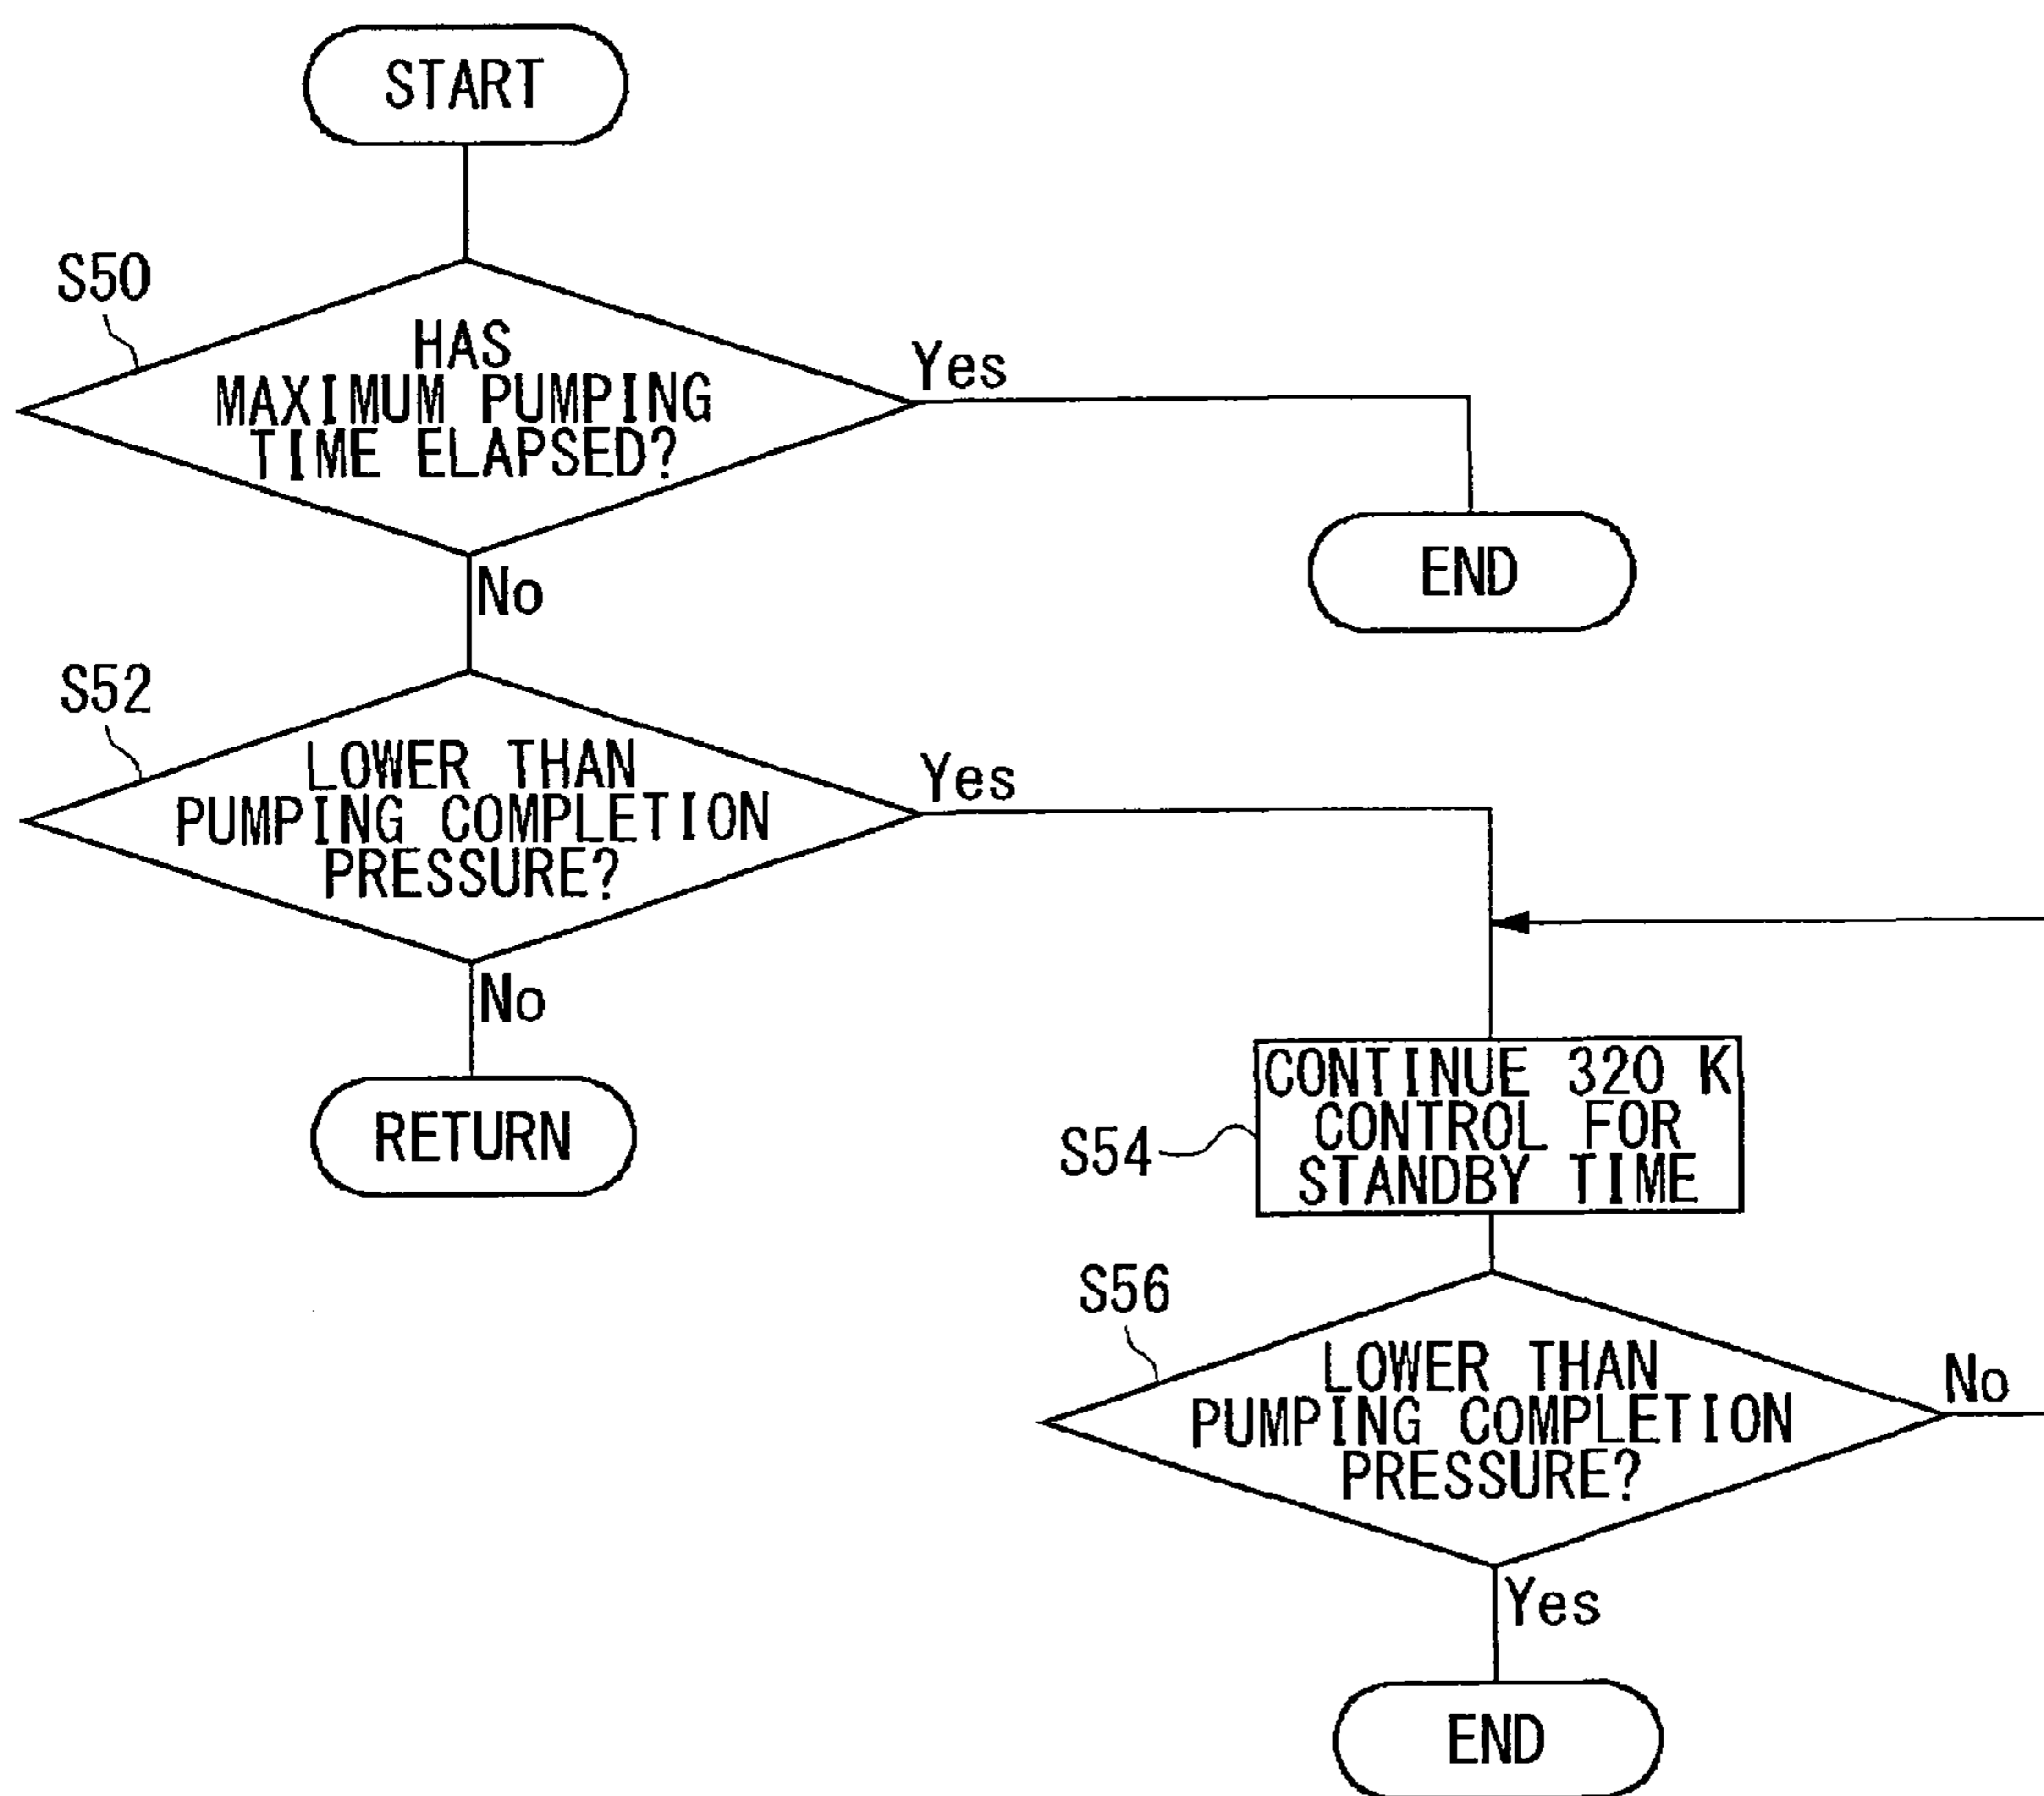 START
S50
HAS
MAXIMUM PUMPING
TIME ELAPSED?
Yes
END
No
S52
LOWER THAN
PUMPING COMPLETION
PRESSURE?
Yes
No
RETURN
CONTINUE 320 K
CONTROL FOR
STANDBY TIME
S54
S56
LOWER THAN
PUMPING COMPLETION
PRESSURE?
No
Yes
END